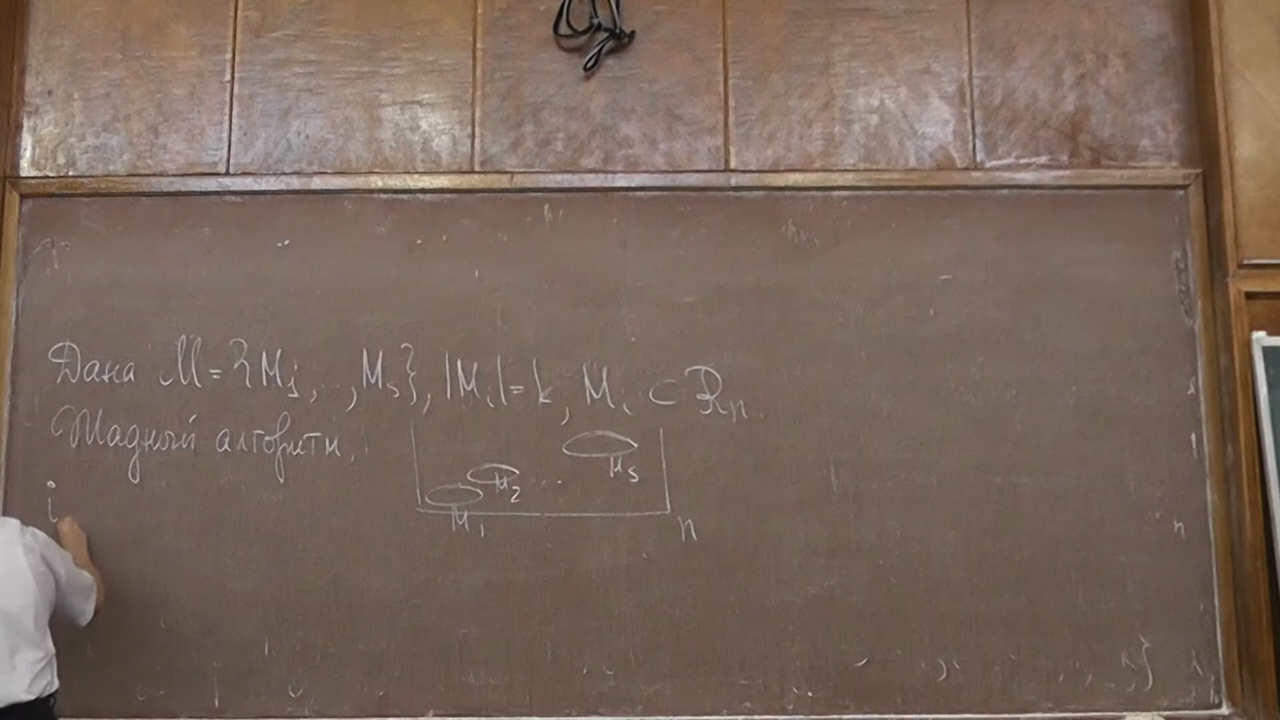 Дана M = {M₁, ..., Mₛ}, |Mᵢ| = k, Mᵢ ⊂ Rₙ.
Жадный алгоритм.
M₁ M₂ ... Mₛ n
i